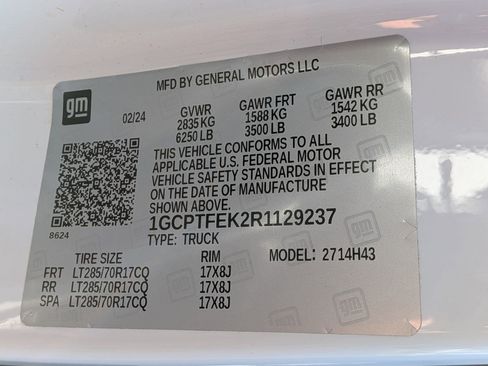 MFD BY GENERAL MOTORS LLC
gm
02/24
GVWR
2835 KG
6250 LB
GAWR FRT
1588 KG
3500 LB
GAWR RR
1542 KG
3400 LB
THIS VEHICLE CONFORMS TO ALL
APPLICABLE U.S. FEDERAL MOTOR
VEHICLE SAFETY STANDARDS IN EFFECT
ON THE DATE OF MANUFACTURE
SHOWN ABOVE.
8624
1GCPTFEK2R1129237
TYPE: TRUCK
MODEL: 2714H43
TIRE SIZE RIM
FRT LT285/70R17CQ 17X8J
RR LT285/70R17CQ 17X8J
SPA LT285/70R17CQ 17X8J